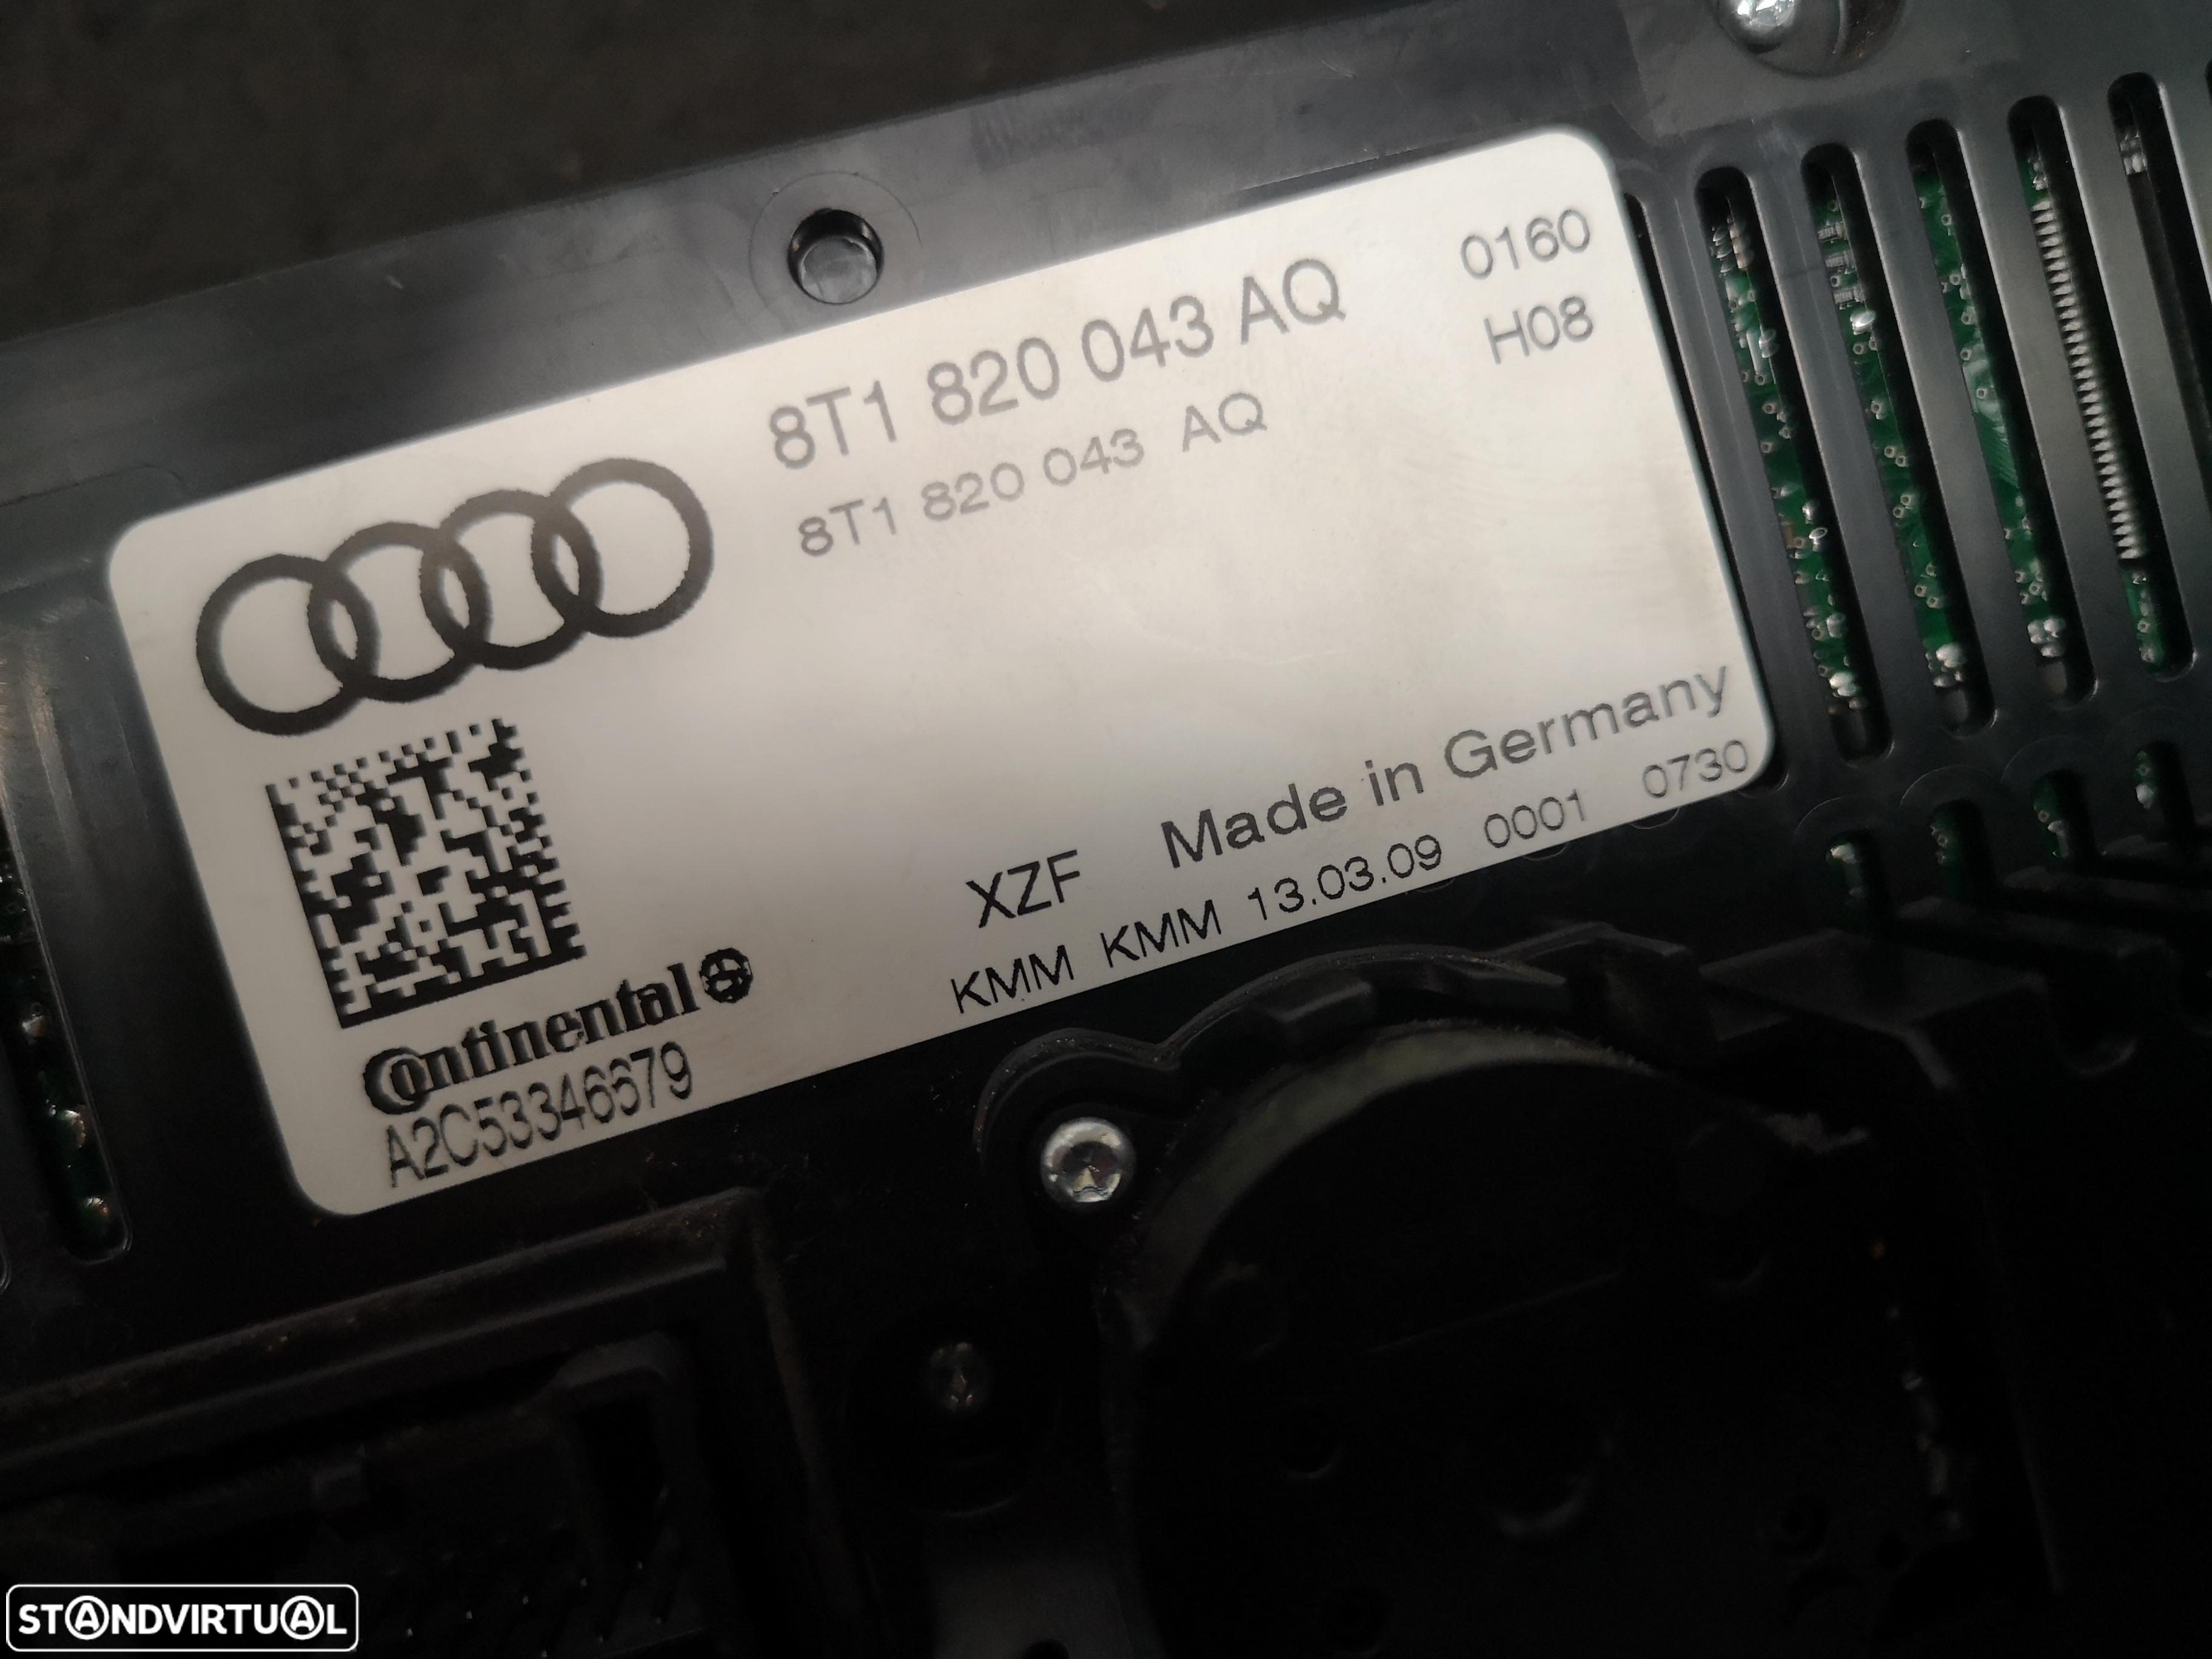 8T1 820 043 AQ 0160
8T1 820 043 AQ H08
XZF Made in Germany
KMM KMM 13.03.09 0001 0730
Continental
A2C53346679
STANDVIRTUAL